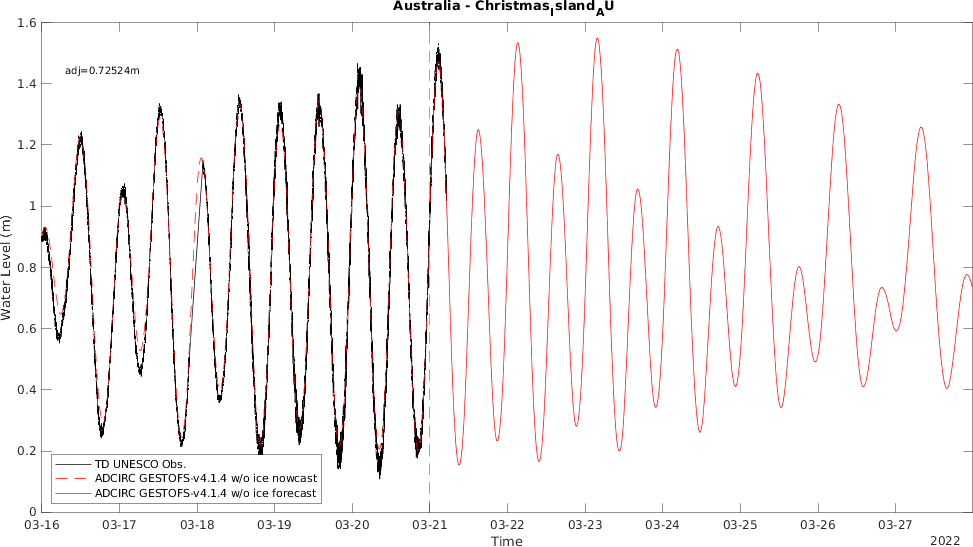 Australia - Christmas_Island_AU
1.6
1.4
adj=0.72524m
1.2
1
0.8
0.6
0.4
0.2
0
Water Level (m)
TD UNESCO Obs.
ADCIRC GESTOFS-v4.1.4 w/o ice nowcast
ADCIRC GESTOFS-v4.1.4 w/o ice forecast
03-16 03-17 03-18 03-19 03-20 03-21 03-22 03-23 03-24 03-25 03-26 03-27
Time
2022